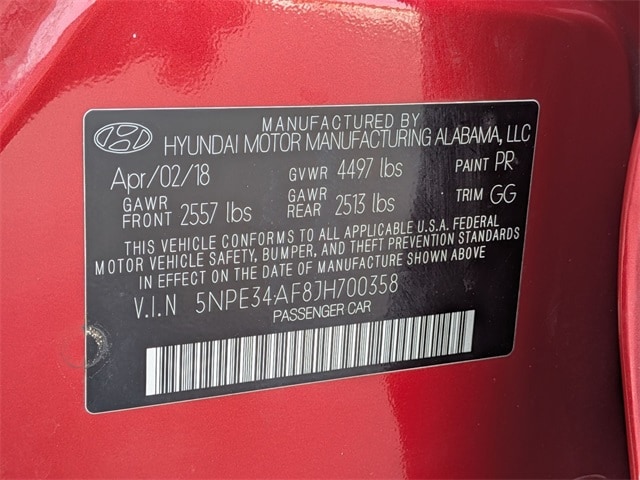 MANUFACTURED BY
HYUNDAI MOTOR MANUFACTURING ALABAMA, LLC
Apr/02/18 GVWR 4497 lbs PAINT PR
GAWR FRONT 2557 lbs GAWR REAR 2513 lbs TRIM GG
THIS VEHICLE CONFORMS TO ALL APPLICABLE U.S.A. FEDERAL
MOTOR VEHICLE SAFETY, BUMPER, AND THEFT PREVENTION STANDARDS
IN EFFECT ON THE DATE OF MANUFACTURE SHOWN ABOVE
V.I.N 5NPE34AF8JH700358
PASSENGER CAR